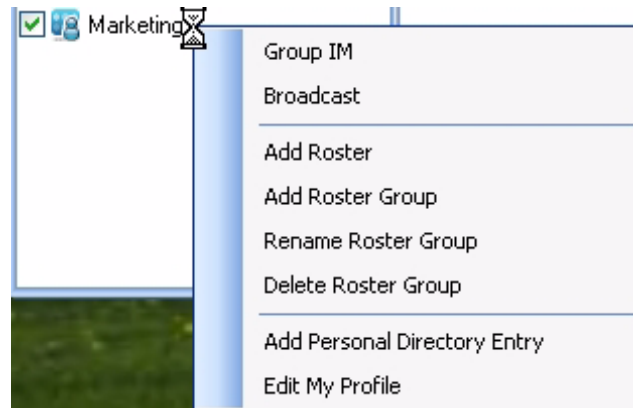 Marketing
Group IM
Broadcast
Add Roster
Add Roster Group
Rename Roster Group
Delete Roster Group
Add Personal Directory Entry
Edit My Profile